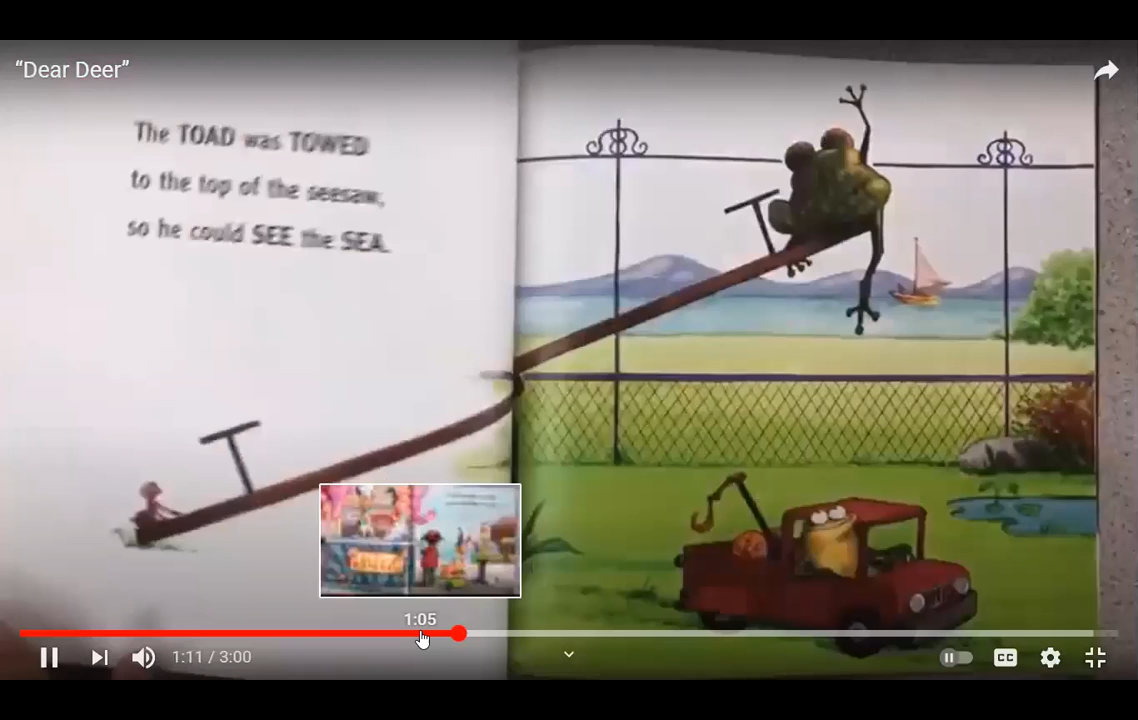 “Dear Deer”
The TOAD was TOWED
to the top of the seesaw,
so he could SEE the SEA.
1:05
1:11 / 3:00
CC